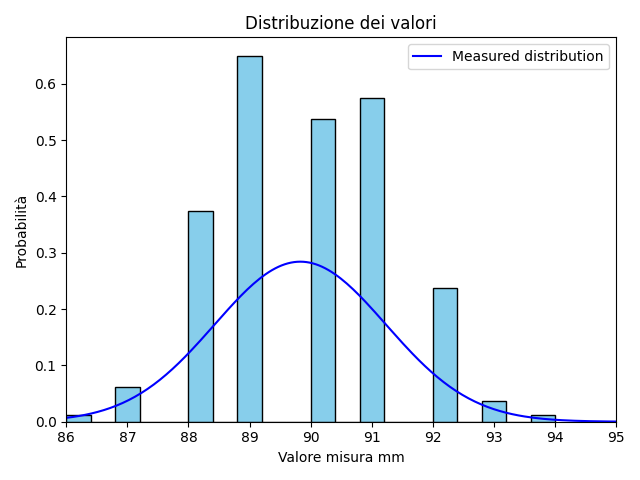 Distribuzione dei valori
Measured distribution
Probabilità
0.6
0.5
0.4
0.3
0.2
0.1
0.0
86 87 88 89 90 91 92 93 94 95
Valore misura mm